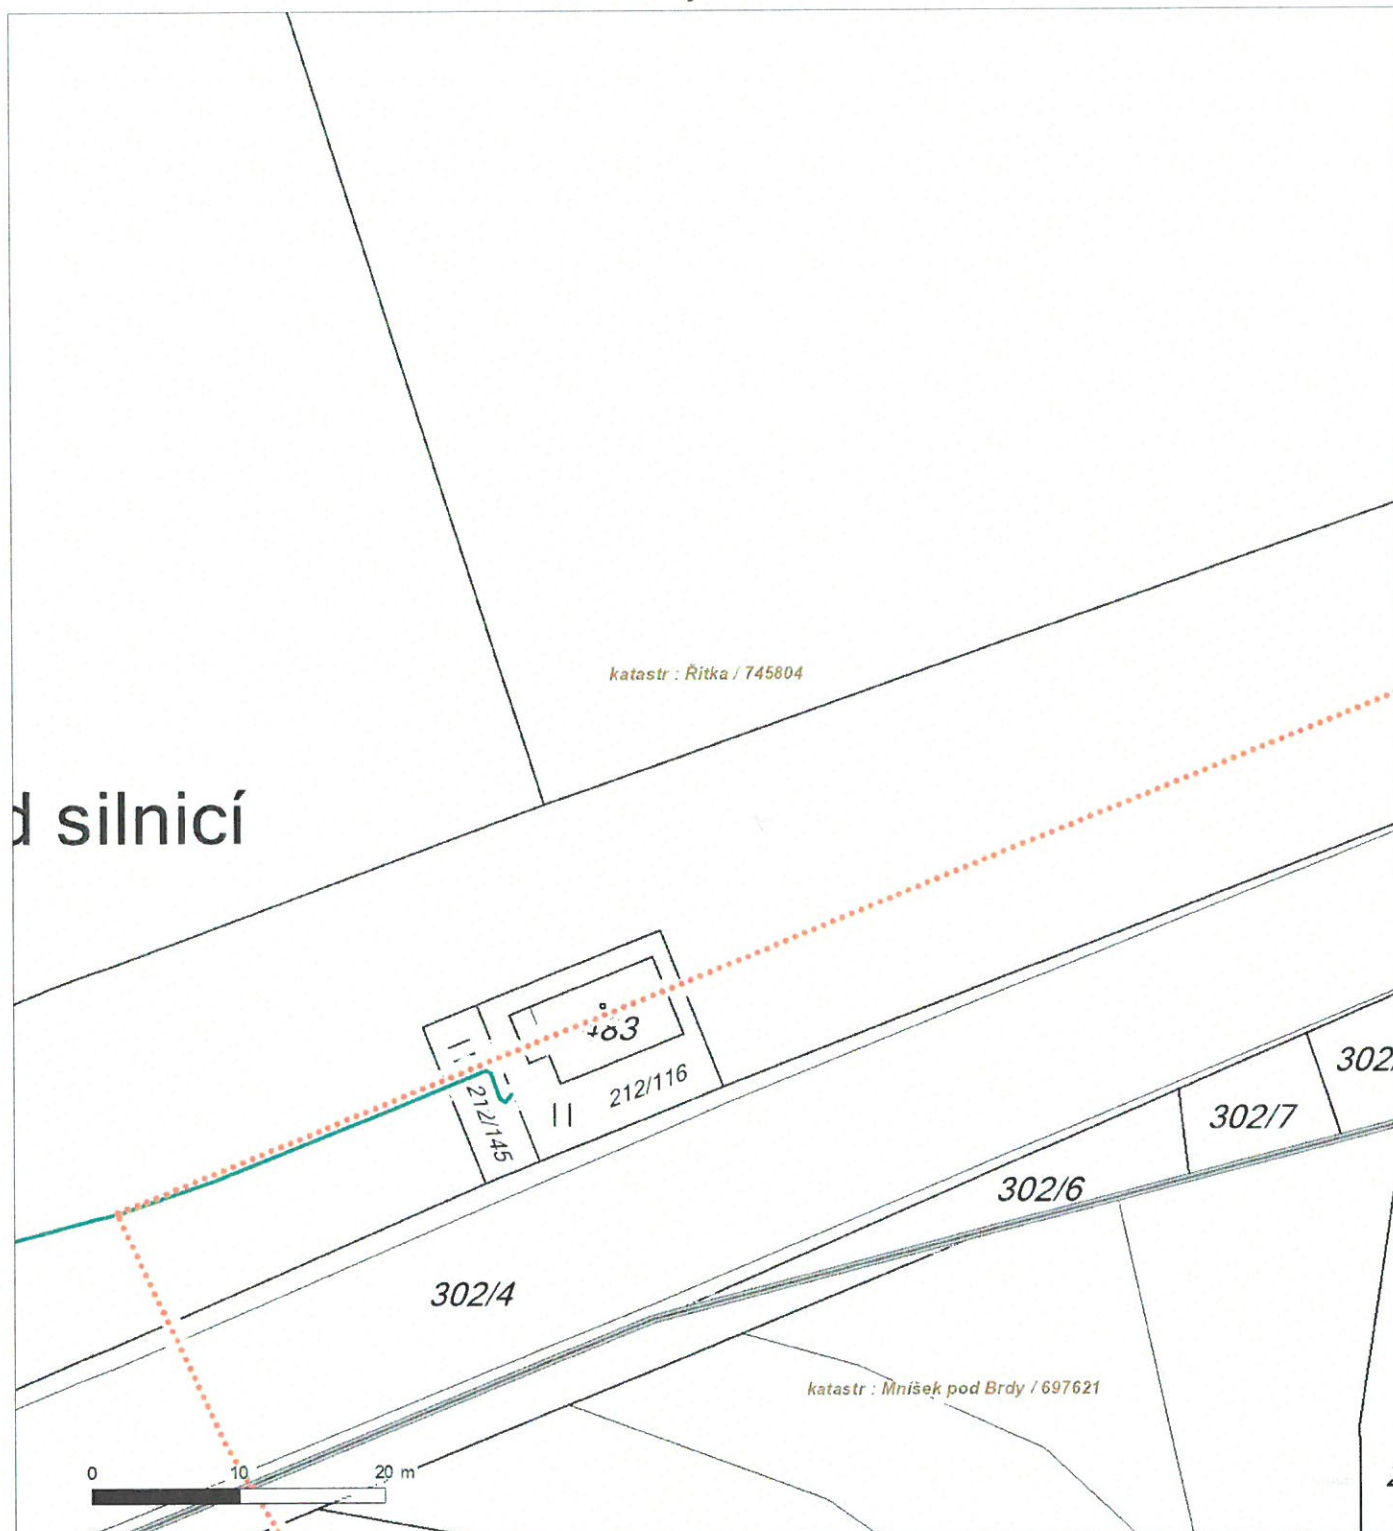 katastr : Řitka / 745804
d silnicí
483
212/116
212/145
302/7
302/6
302/4
katastr : Mníšek pod Brdy / 697621
0 10 20 m